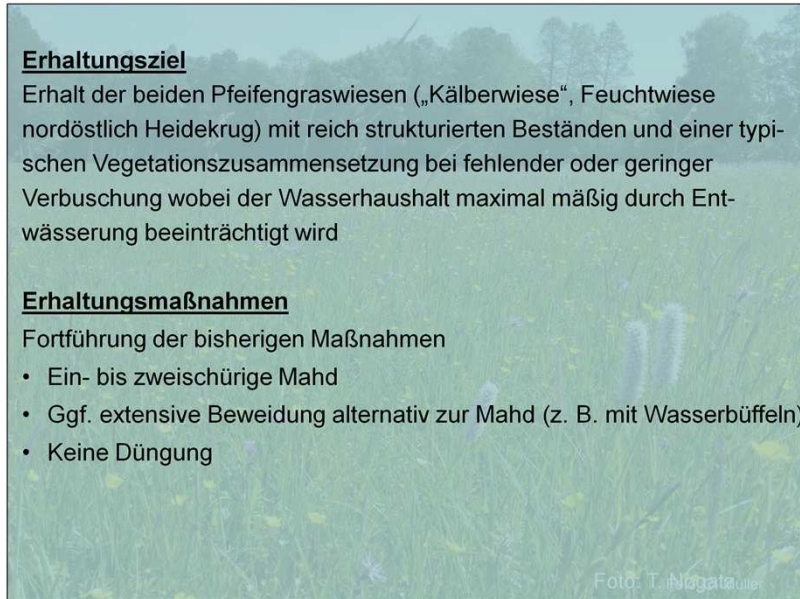 Erhaltungsziel
Erhalt der beiden Pfeifengraswiesen („Kälberwiese“, Feuchtwiese
nordöstlich Heidekrug) mit reich strukturierten Beständen und einer typi-
schen Vegetationszusammensetzung bei fehlender oder geringer
Verbuschung wobei der Wasserhaushalt maximal mäßig durch Ent-
wässerung beeinträchtigt wird
Erhaltungsmaßnahmen
Fortführung der bisherigen Maßnahmen
• Ein- bis zweischürige Mahd
• Ggf. extensive Beweidung alternativ zur Mahd (z. B. mit Wasserbüffeln)
• Keine Düngung
Foto: T. Nogatz